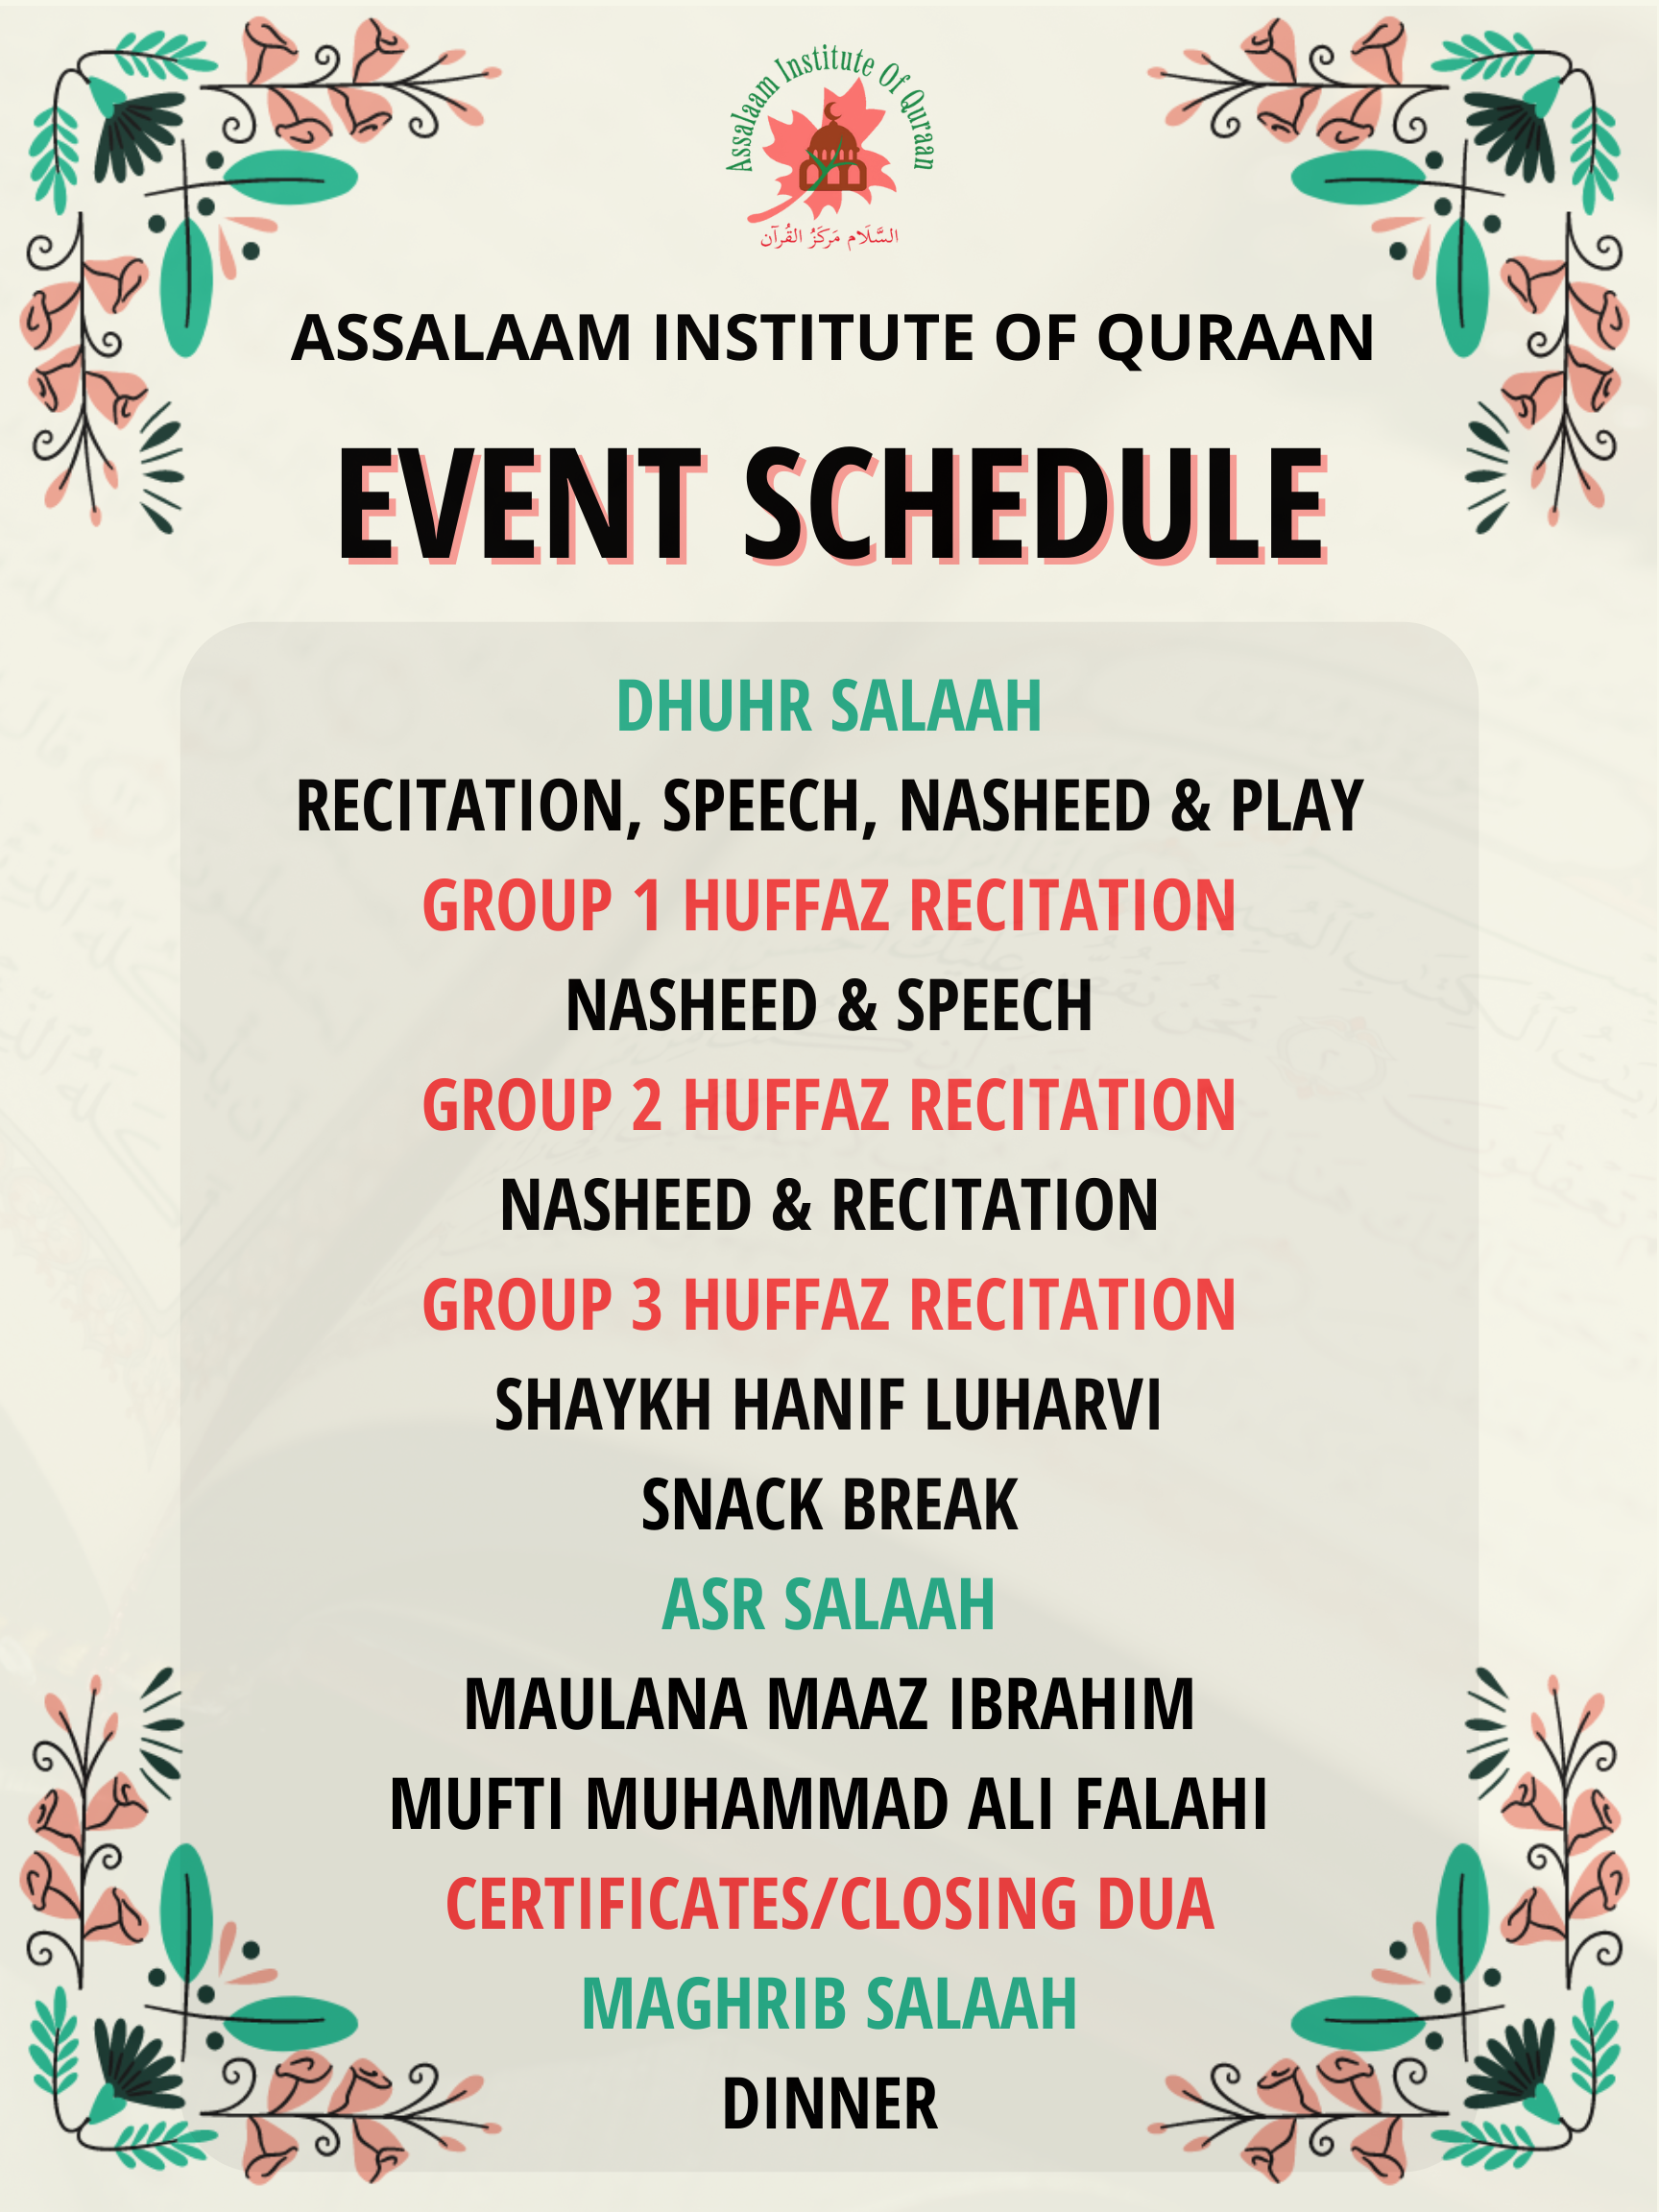 Assalaam Institute Of Quraan
السَّلَام مَركَزُ القُرآن
ASSALAAM INSTITUTE OF QURAAN
EVENT SCHEDULE
DHUHR SALAAH
RECITATION, SPEECH, NASHEED & PLAY
GROUP 1 HUFFAZ RECITATION
NASHEED & SPEECH
GROUP 2 HUFFAZ RECITATION
NASHEED & RECITATION
GROUP 3 HUFFAZ RECITATION
SHAYKH HANIF LUHARVI
SNACK BREAK
ASR SALAAH
MAULANA MAAZ IBRAHIM
MUFTI MUHAMMAD ALI FALAHI
CERTIFICATES/CLOSING DUA
MAGHRIB SALAAH
DINNER